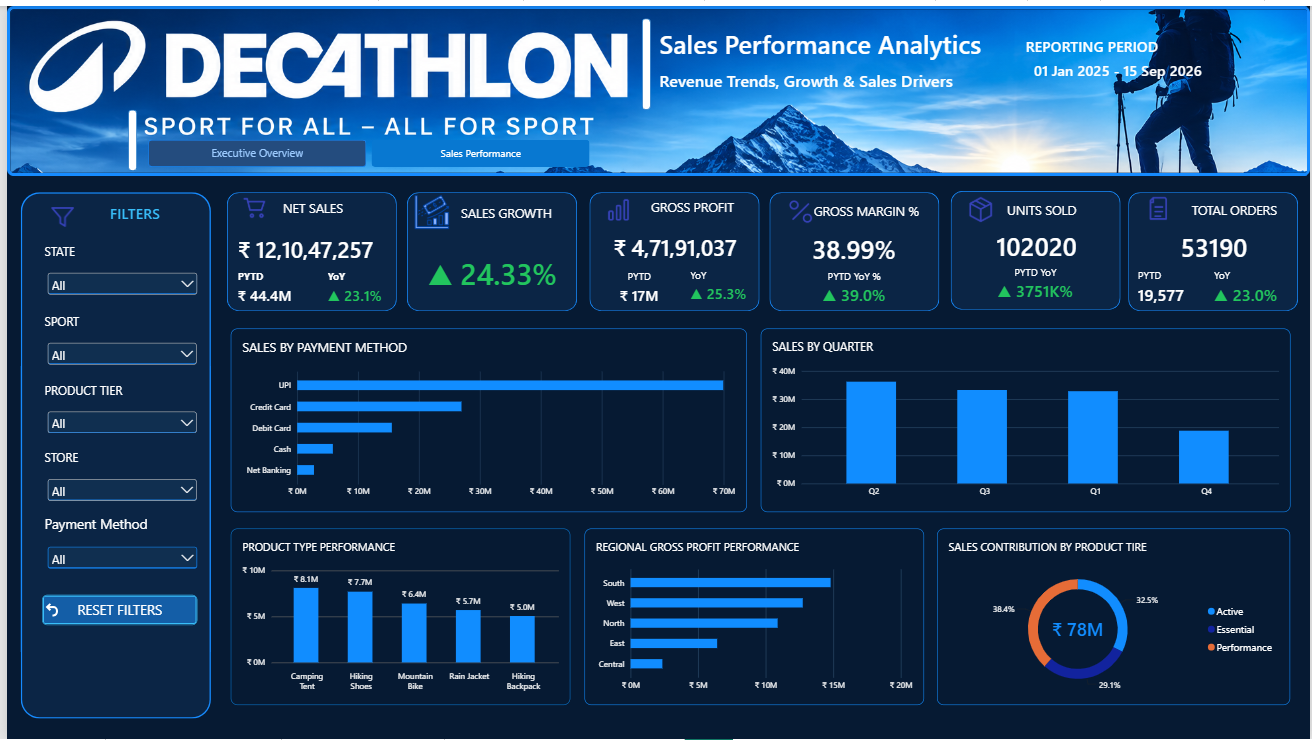 DECATHLON
SPORT FOR ALL – ALL FOR SPORT
Executive Overview
Sales Performance
Sales Performance Analytics
Revenue Trends, Growth & Sales Drivers
REPORTING PERIOD
01 Jan 2025 - 15 Sep 2026
FILTERS
STATE
All
SPORT
All
PRODUCT TIER
All
STORE
All
Payment Method
All
RESET FILTERS
NET SALES
₹ 12,10,47,257
PYTD YoY
₹ 44.4M ▲ 23.1%
SALES GROWTH
▲ 24.33%
GROSS PROFIT
₹ 4,71,91,037
PYTD YoY
₹ 17M ▲ 25.3%
GROSS MARGIN %
38.99%
PYTD YoY %
▲ 39.0%
UNITS SOLD
102020
PYTD YoY
▲ 3751K%
TOTAL ORDERS
53190
PYTD YoY
19,577 ▲ 23.0%
SALES BY PAYMENT METHOD
UPI
Credit Card
Debit Card
Cash
Net Banking
₹ 0M ₹ 10M ₹ 20M ₹ 30M ₹ 40M ₹ 50M ₹ 60M ₹ 70M
SALES BY QUARTER
₹ 40M
₹ 30M
₹ 20M
₹ 10M
₹ 0M
Q2 Q3 Q1 Q4
PRODUCT TYPE PERFORMANCE
₹ 10M
₹ 5M
₹ 0M
₹ 8.1M ₹ 7.7M ₹ 6.4M ₹ 5.7M ₹ 5.0M
Camping Hiking Mountain Rain Jacket Hiking
Tent Shoes Bike Backpack
REGIONAL GROSS PROFIT PERFORMANCE
South
West
North
East
Central
₹ 0M ₹ 5M ₹ 10M ₹ 15M ₹ 20M
SALES CONTRIBUTION BY PRODUCT TIRE
32.5%
38.4%
₹ 78M
29.1%
Active
Essential
Performance